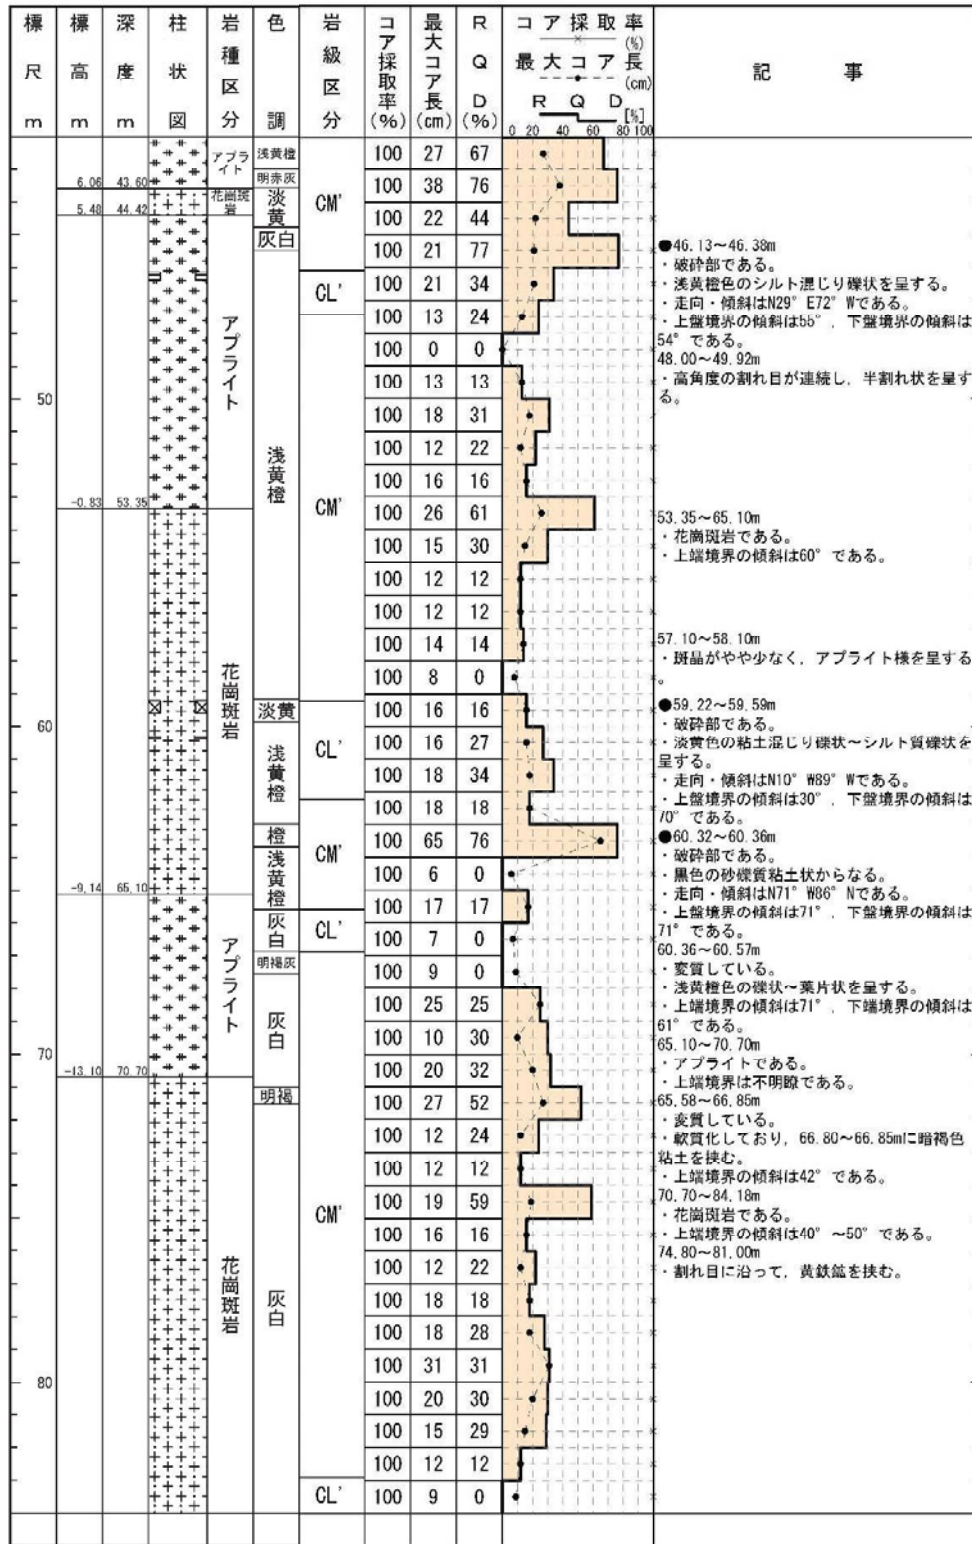 標尺 m
標高 m
深度 m
柱状図
岩種区分
色調
岩級区分
コア採取率(%)
最大コア長(cm)
RQD(%)
コア採取率(%)
最大コア長(cm)
RQD[%]
0 20 40 60 80 100
記事
アプライト 浅黄橙 100 27 67
6.06 43.60 明赤灰 CM' 100 38 76
花崗斑岩 淡黄
5.48 44.42 100 22 44
灰白 100 21 77
CL' 100 21 34
アプライト 100 13 24
100 0 0
100 13 13
50 100 18 31
浅黄橙 100 12 22
CM' 100 16 16
-0.83 53.35 100 26 61
100 15 30
100 12 12
100 12 12
100 14 14
花崗斑岩 100 8 0
淡黄 100 16 16
60 浅黄橙 CL' 100 16 27
100 18 34
100 18 18
橙 CM' 100 65 76
浅黄橙 100 6 0
-9.14 65.10 100 17 17
アプライト 灰白 CL' 100 7 0
明褐灰 100 9 0
灰白 100 25 25
100 10 30
70 100 20 32
-13.10 70.70
明褐 100 27 52
100 12 24
100 12 12
CM' 100 19 59
100 16 16
花崗斑岩 灰白 100 12 22
100 18 18
100 18 28
100 31 31
80 100 20 30
100 15 29
100 12 12
CL' 100 9 0
●46.13～46.38m
・破砕部である。
・浅黄橙色のシルト混じり礫状を呈する。
・走向・傾斜はN29°E72°Wである。
・上盤境界の傾斜は55°，下盤境界の傾斜は
54°である。
48.00～49.92m
・高角度の割れ目が連続し，半割れ状を呈す
る。
53.35～65.10m
・花崗斑岩である。
・上端境界の傾斜は60°である。
57.10～58.10m
・斑晶がやや少なく，アプライト様を呈する
。
●59.22～59.59m
・破砕部である。
・淡黄色の粘土混じり礫状～シルト質礫状を
呈する。
・走向・傾斜はN10°W89°Wである。
・上盤境界の傾斜は30°，下盤境界の傾斜は
70°である。
●60.32～60.36m
・破砕部である。
・黒色の砂礫質粘土状からなる。
・走向・傾斜はN71°W86°Nである。
・上盤境界の傾斜は71°，下盤境界の傾斜は
71°である。
60.36～60.57m
・変質している。
・浅黄橙色の礫状～葉片状を呈する。
・上端境界の傾斜は71°，下端境界の傾斜は
61°である。
65.10～70.70m
・アプライトである。
・上端境界は不明瞭である。
65.58～66.85m
・変質している。
・軟質化しており，66.80～66.85mに暗褐色
粘土を挟む。
・上端境界の傾斜は42°である。
70.70～84.18m
・花崗斑岩である。
・上端境界の傾斜は40°～50°である。
74.80～81.00m
・割れ目に沿って，黄鉄鉱を挟む。